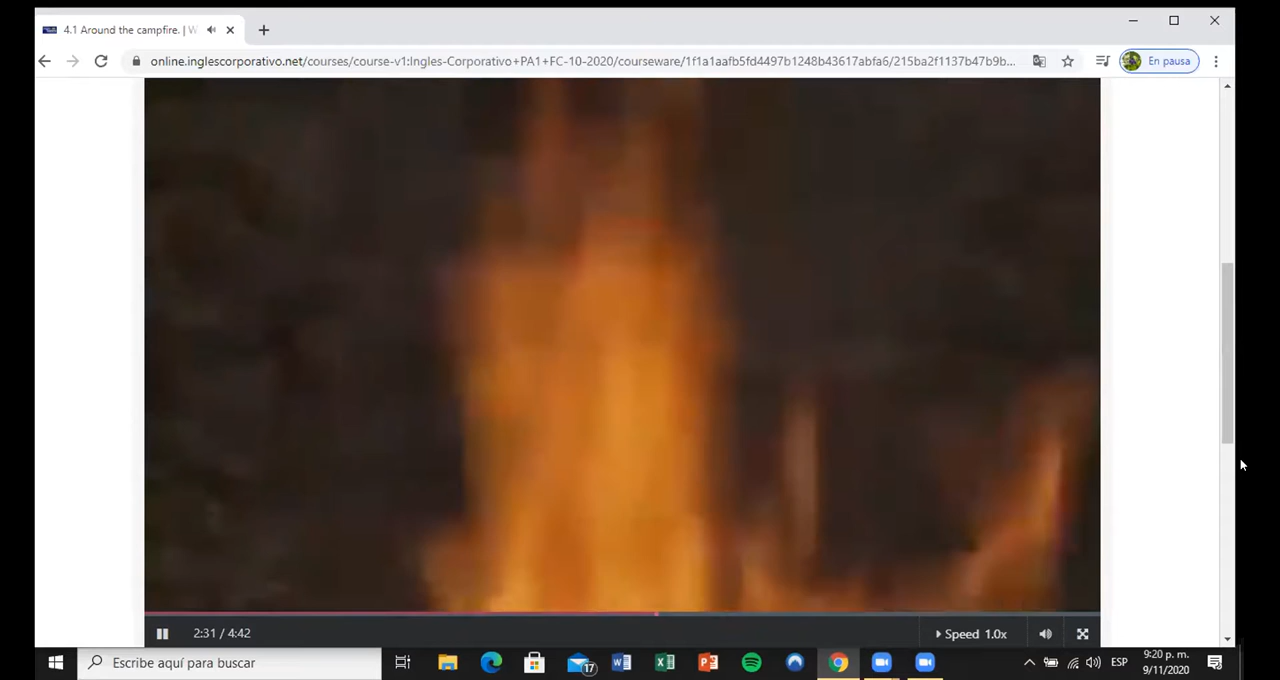 4.1 Around the campfire. | W
online.inglescorporativo.net/courses/course-v1:Ingles-Corporativo+PA1+FC-10-2020/courseware/1f1a1aafb5fd4497b1248b43617abfa6/215ba2f1137b47b9b...
En pausa
2:31 / 4:42
Speed 1.0x
Escribe aquí para buscar
17
ESP
9:20 p. m.
9/11/2020